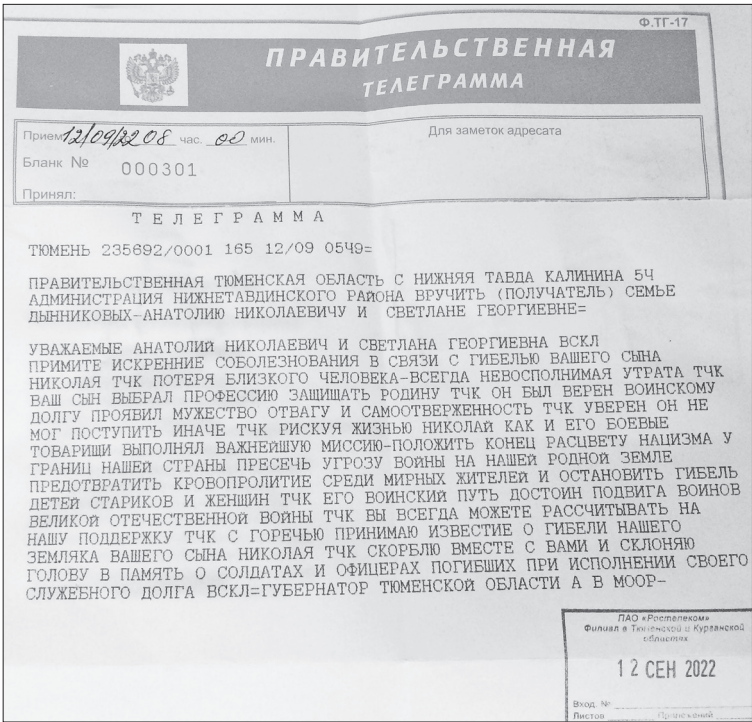 Ф.ТГ-17
ПРАВИТЕЛЬСТВЕННАЯ
ТЕЛЕГРАММА
Прием 12/09/22 08 час. 00 мин.
Для заметок адресата
Бланк № 000301
Принял:
ТЕЛЕГРАММА
ТЮМЕНЬ 235692/0001 165 12/09 0549=
ПРАВИТЕЛЬСТВЕННАЯ ТЮМЕНСКАЯ ОБЛАСТЬ С НИЖНЯЯ ТАВДА КАЛИНИНА 54
АДМИНИСТРАЦИЯ НИЖНЕТАВДИНСКОГО РАЙОНА ВРУЧИТЬ (ПОЛУЧАТЕЛЬ) СЕМЬЕ
ДЫННИКОВЫХ-АНАТОЛИЮ НИКОЛАЕВИЧУ И СВЕТЛАНЕ ГЕОРГИЕВНЕ=
УВАЖАЕМЫЕ АНАТОЛИЙ НИКОЛАЕВИЧ И СВЕТЛАНА ГЕОРГИЕВНА ВСКЛ
ПРИМИТЕ ИСКРЕННИЕ СОБОЛЕЗНОВАНИЯ В СВЯЗИ С ГИБЕЛЬЮ ВАШЕГО СЫНА
НИКОЛАЯ ТЧК ПОТЕРЯ БЛИЗКОГО ЧЕЛОВЕКА-ВСЕГДА НЕВОСПОЛНИМАЯ УТРАТА ТЧК
ВАШ СЫН ВЫБРАЛ ПРОФЕССИЮ ЗАЩИЩАТЬ РОДИНУ ТЧК ОН БЫЛ ВЕРЕН ВОИНСКОМУ
ДОЛГУ ПРОЯВИЛ МУЖЕСТВО ОТВАГУ И САМООТВЕРЖЕННОСТЬ ТЧК УВЕРЕН ОН НЕ
МОГ ПОСТУПИТЬ ИНАЧЕ ТЧК РИСКУЯ ЖИЗНЬЮ НИКОЛАЙ КАК И ЕГО БОЕВЫЕ
ТОВАРИЩИ ВЫПОЛНЯЛ ВАЖНЕЙШУЮ МИССИЮ-ПОЛОЖИТЬ КОНЕЦ РАСЦВЕТУ НАЦИЗМА У
ГРАНИЦ НАШЕЙ СТРАНЫ ПРЕСЕЧЬ УГРОЗУ ВОЙНЫ НА НАШЕЙ РОДНОЙ ЗЕМЛЕ
ПРЕДОТВРАТИТЬ КРОВОПРОЛИТИЕ СРЕДИ МИРНЫХ ЖИТЕЛЕЙ И ОСТАНОВИТЬ ГИБЕЛЬ
ДЕТЕЙ СТАРИКОВ И ЖЕНЩИН ТЧК ЕГО ВОИНСКИЙ ПУТЬ ДОСТОИН ПОДВИГА ВОИНОВ
ВЕЛИКОЙ ОТЕЧЕСТВЕННОЙ ВОЙНЫ ТЧК ВЫ ВСЕГДА МОЖЕТЕ РАССЧИТЫВАТЬ НА
НАШУ ПОДДЕРЖКУ ТЧК С ГОРЕЧЬЮ ПРИНИМАЮ ИЗВЕСТИЕ О ГИБЕЛИ НАШЕГО
ЗЕМЛЯКА ВАШЕГО СЫНА НИКОЛАЯ ТЧК СКОРБЛЮ ВМЕСТЕ С ВАМИ И СКЛОНЯЮ
ГОЛОВУ В ПАМЯТЬ О СОЛДАТАХ И ОФИЦЕРАХ ПОГИБШИХ ПРИ ИСПОЛНЕНИИ СВОЕГО
СЛУЖЕБНОГО ДОЛГА ВСКЛ=ГУБЕРНАТОР ТЮМЕНСКОЙ ОБЛАСТИ А В МООР-
ПАО «Ростелеком»
Филиал в Тюменской и Курганской
областях
12 СЕН 2022
Вход. №
Листов Приложений